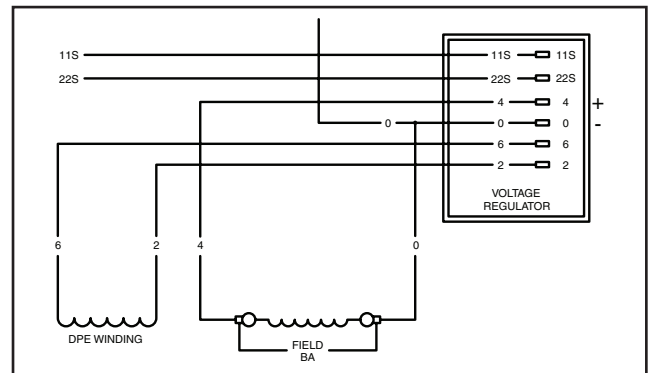 11S 11S 11S
22S 22S 22S
4 4 +
0 0 0 -
6 6
2 2
VOLTAGE
REGULATOR
6 2 4 0
DPE WINDING
FIELD
BA